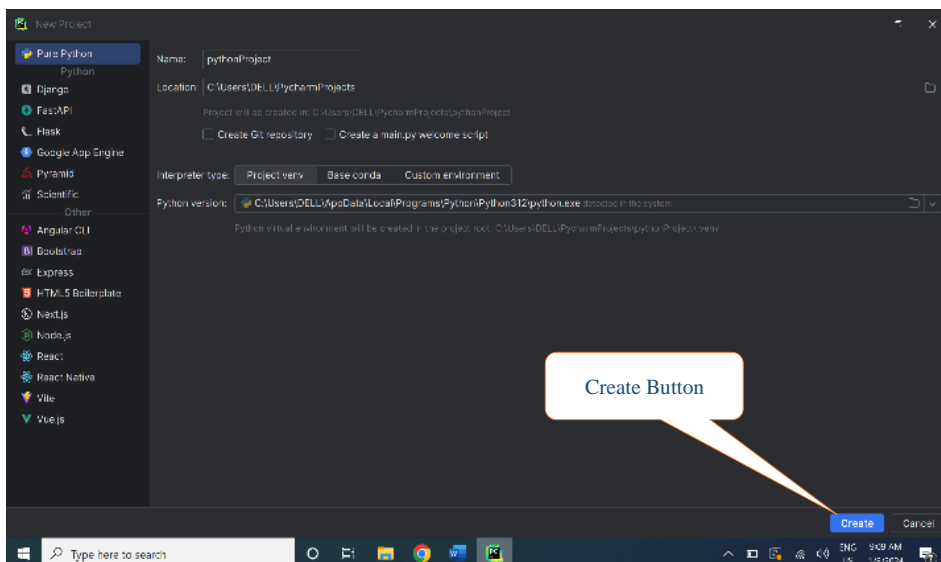 New Project
Pure Python
Python
Django
FastAPI
Flask
Google App Engine
Pyramid
Scientific
Other
Angular CLI
Bootstrap
Express
HTML5 Boilerplate
Next.js
Node.js
React
React Native
Vite
Vue.js
Name: pythonProject
Location: C:\Users\DELL\PycharmProjects
Project will be created in: C:\Users\DELL\PycharmProjects\pythonProject
Create Git repository Create a main.py welcome script
Interpreter type: Project venv Base conda Custom environment
Python version: C:\Users\DELL\AppData\Local\Programs\Python\Python312\python.exe detected in the system
Python virtual environment will be created in the project root: C:\Users\DELL\PycharmProjects\pythonProject\.venv
Create Button
Create Cancel
Type here to search
ENG 9:09 AM
US 1/5/2024